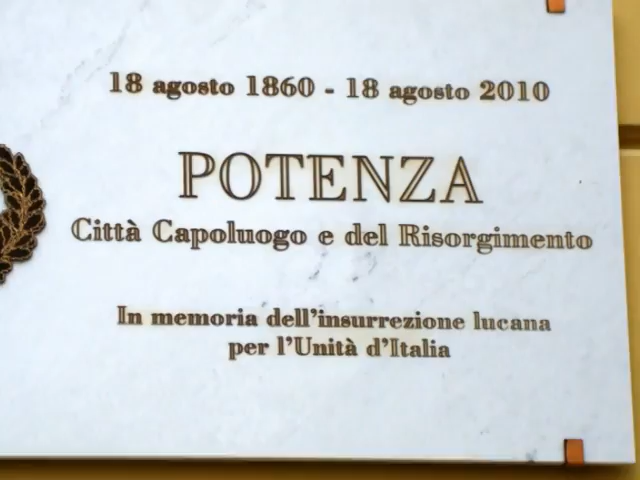 18 agosto 1860 - 18 agosto 2010
POTENZA
Città Capoluogo e del Risorgimento
In memoria dell'insurrezione lucana
per l'Unità d'Italia